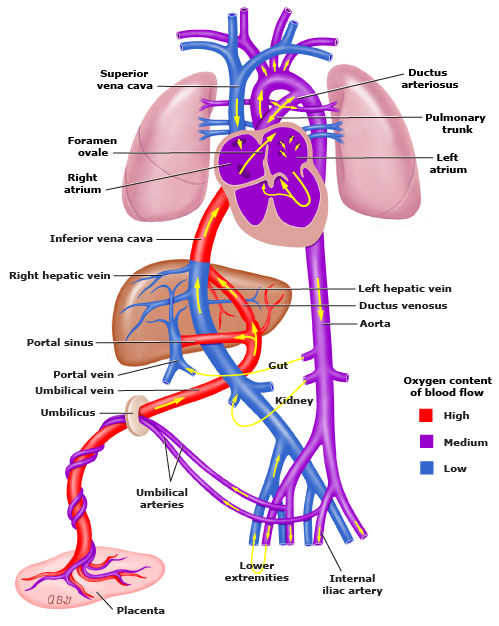 Superior
vena cava
Ductus
arteriosus
Pulmonary
trunk
Foramen
ovale
Left
atrium
Right
atrium
Inferior vena cava
Right hepatic vein
Left hepatic vein
Ductus venosus
Aorta
Portal sinus
Portal vein
Gut
Umbilical vein
Kidney
Umbilicus
Oxygen content
of blood flow
High
Medium
Low
Umbilical
arteries
Lower
extremities
Internal
iliac artery
Placenta